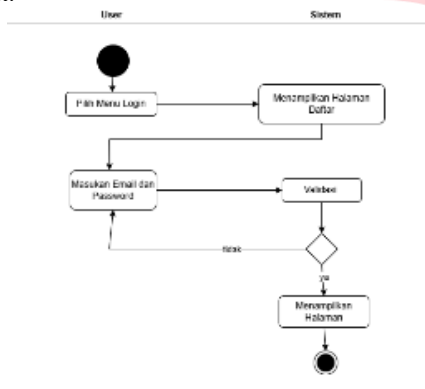 User
Sistem
Pilih Menu Login
Menampilkan Halaman
Daftar
Masukan Email dan
Password
Validasi
tidak
ya
Menampilkan
Halaman